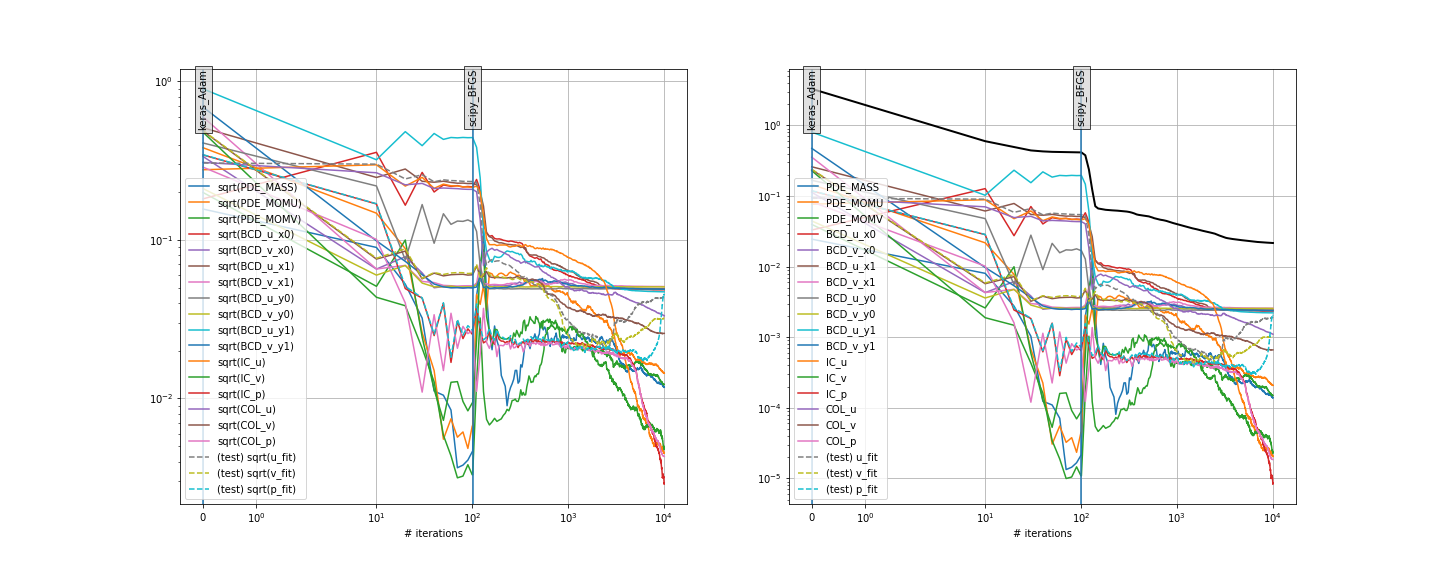 keras_Adam
scipy_BFGS
10⁰
10⁻¹
10⁻²
sqrt(PDE_MASS)
sqrt(PDE_MOMU)
sqrt(PDE_MOMV)
sqrt(BCD_u_x0)
sqrt(BCD_v_x0)
sqrt(BCD_u_x1)
sqrt(BCD_v_x1)
sqrt(BCD_u_y0)
sqrt(BCD_v_y0)
sqrt(BCD_u_y1)
sqrt(BCD_v_y1)
sqrt(IC_u)
sqrt(IC_v)
sqrt(IC_p)
sqrt(COL_u)
sqrt(COL_v)
sqrt(COL_p)
(test) sqrt(u_fit)
(test) sqrt(v_fit)
(test) sqrt(p_fit)
0 10⁰ 10¹ 10² 10³ 10⁴
# iterations
keras_Adam
scipy_BFGS
10⁰
10⁻¹
10⁻²
10⁻³
10⁻⁴
10⁻⁵
PDE_MASS
PDE_MOMU
PDE_MOMV
BCD_u_x0
BCD_v_x0
BCD_u_x1
BCD_v_x1
BCD_u_y0
BCD_v_y0
BCD_u_y1
BCD_v_y1
IC_u
IC_v
IC_p
COL_u
COL_v
COL_p
(test) u_fit
(test) v_fit
(test) p_fit
0 10⁰ 10¹ 10² 10³ 10⁴
# iterations